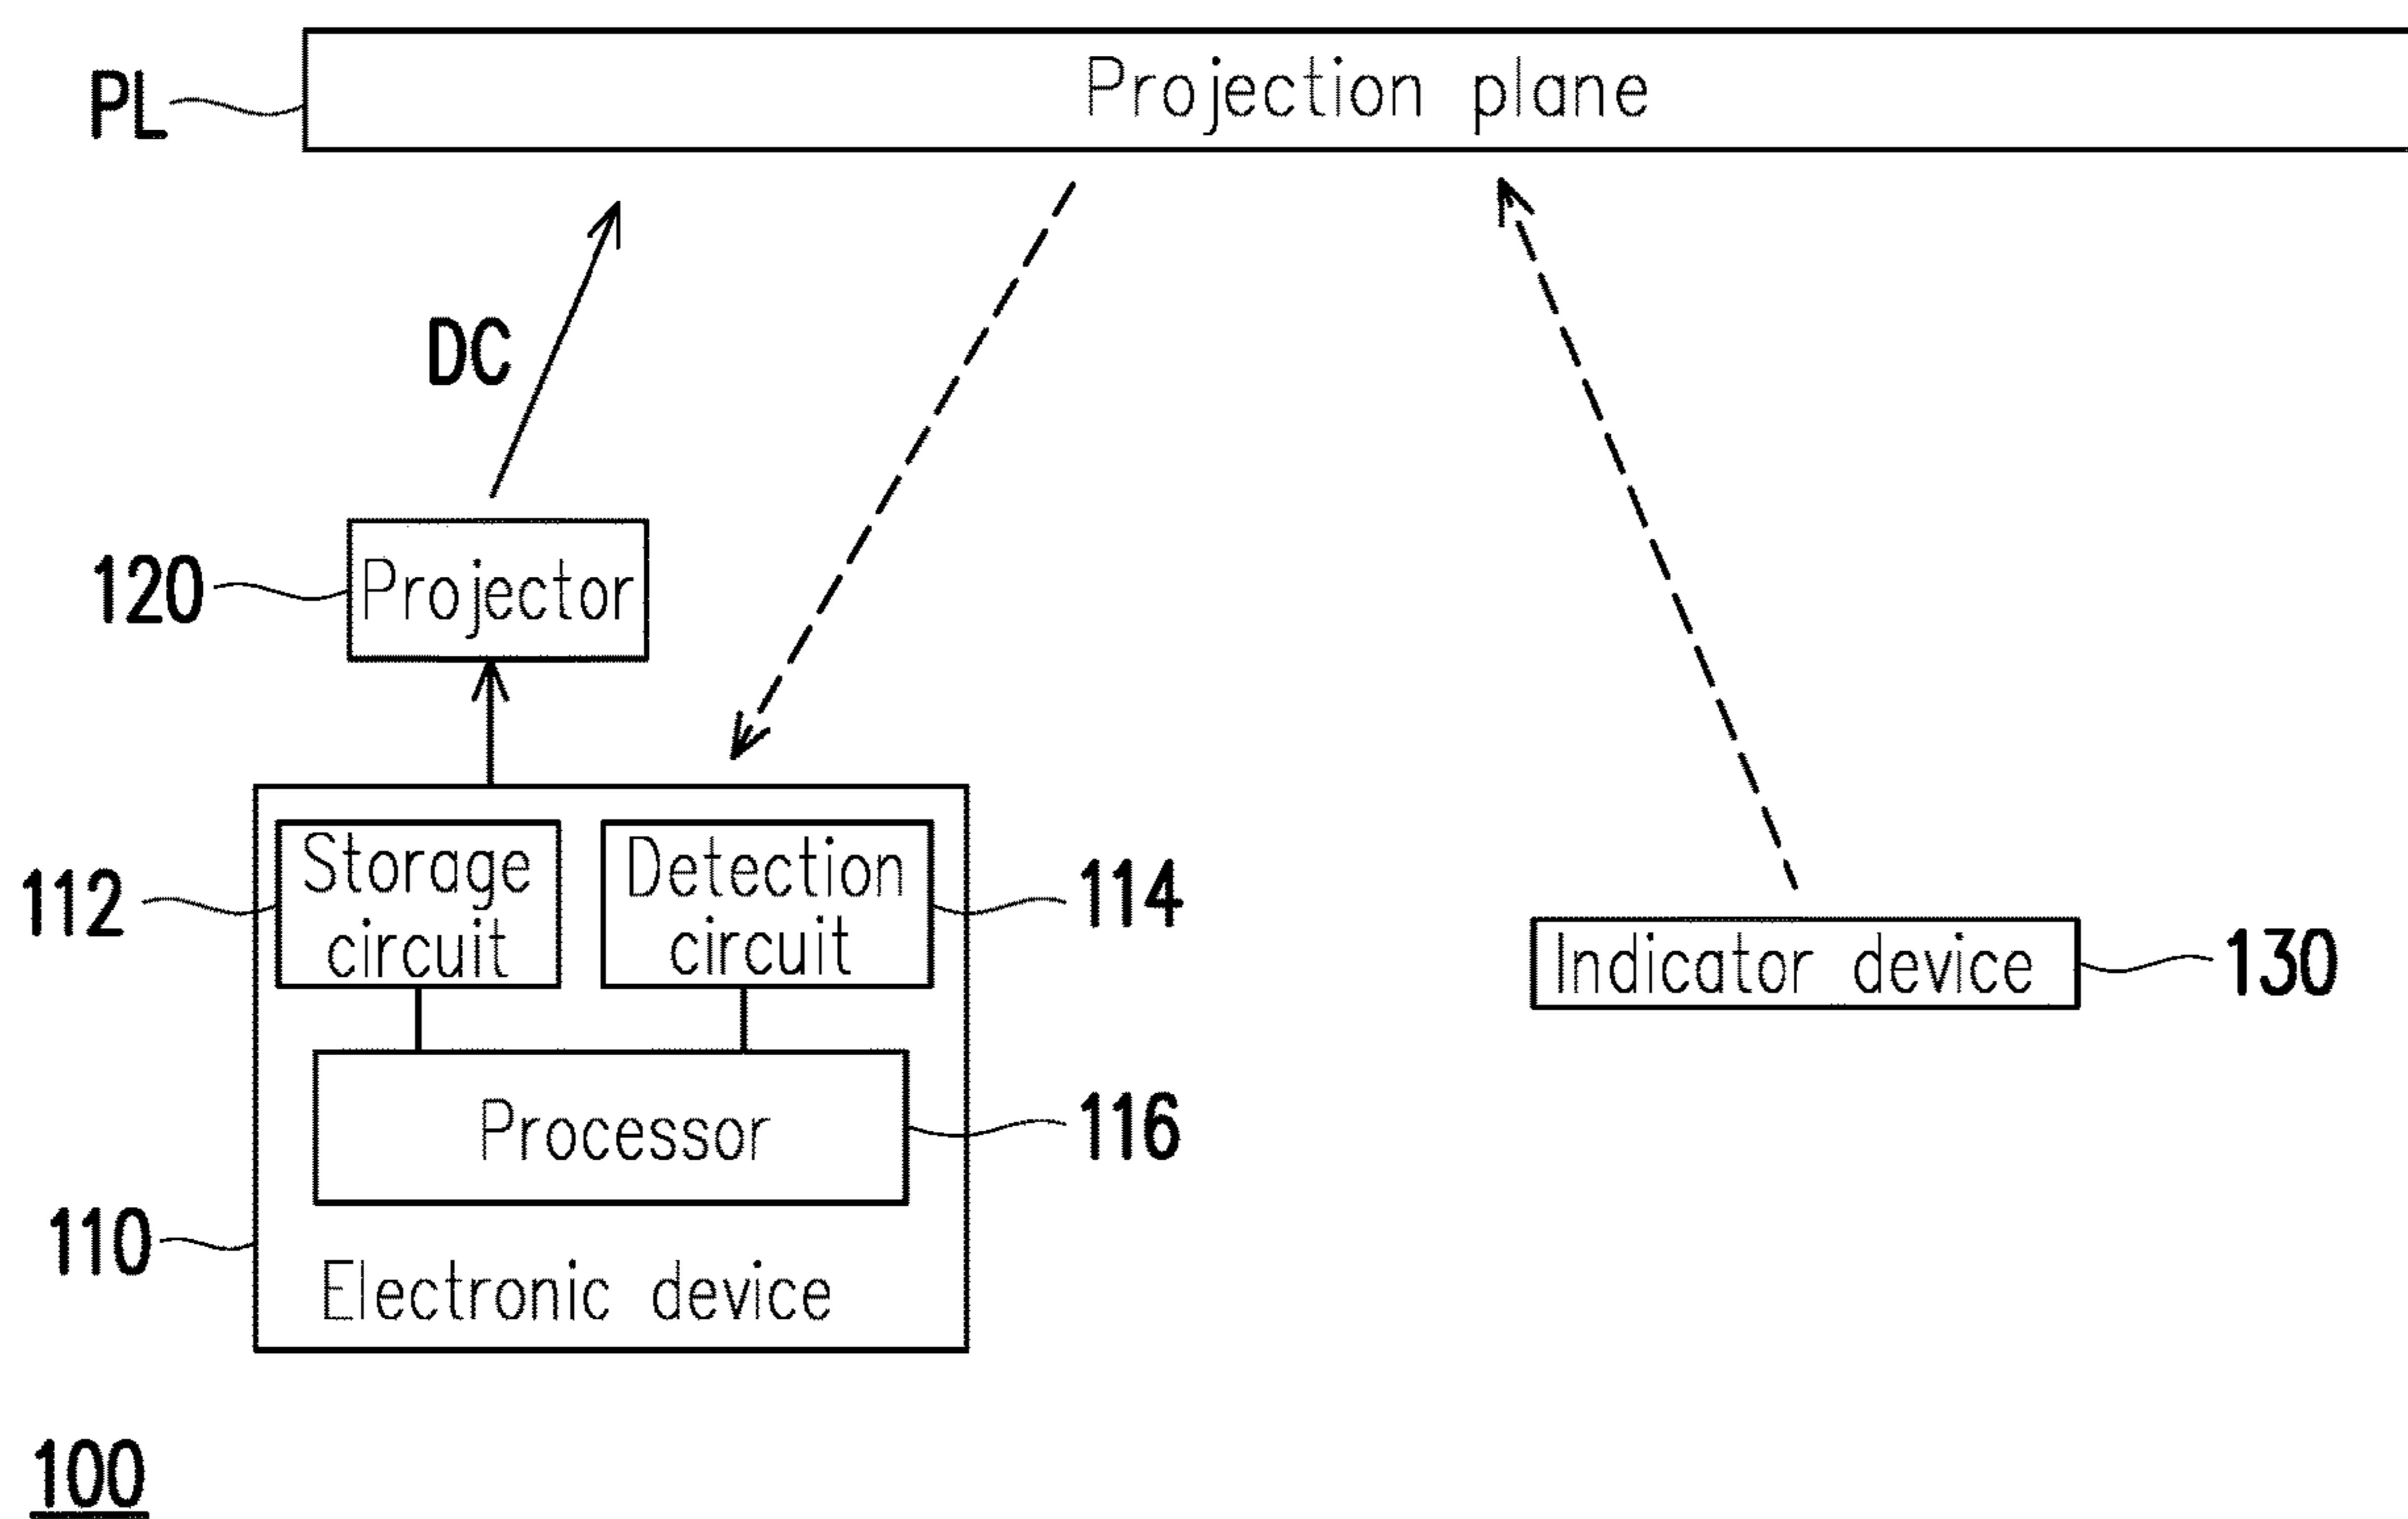 PL
Projection plane
DC
120
Projector
112
Storage
circuit
Detection
circuit
114
Indicator device
130
Processor
116
110
Electronic device
100